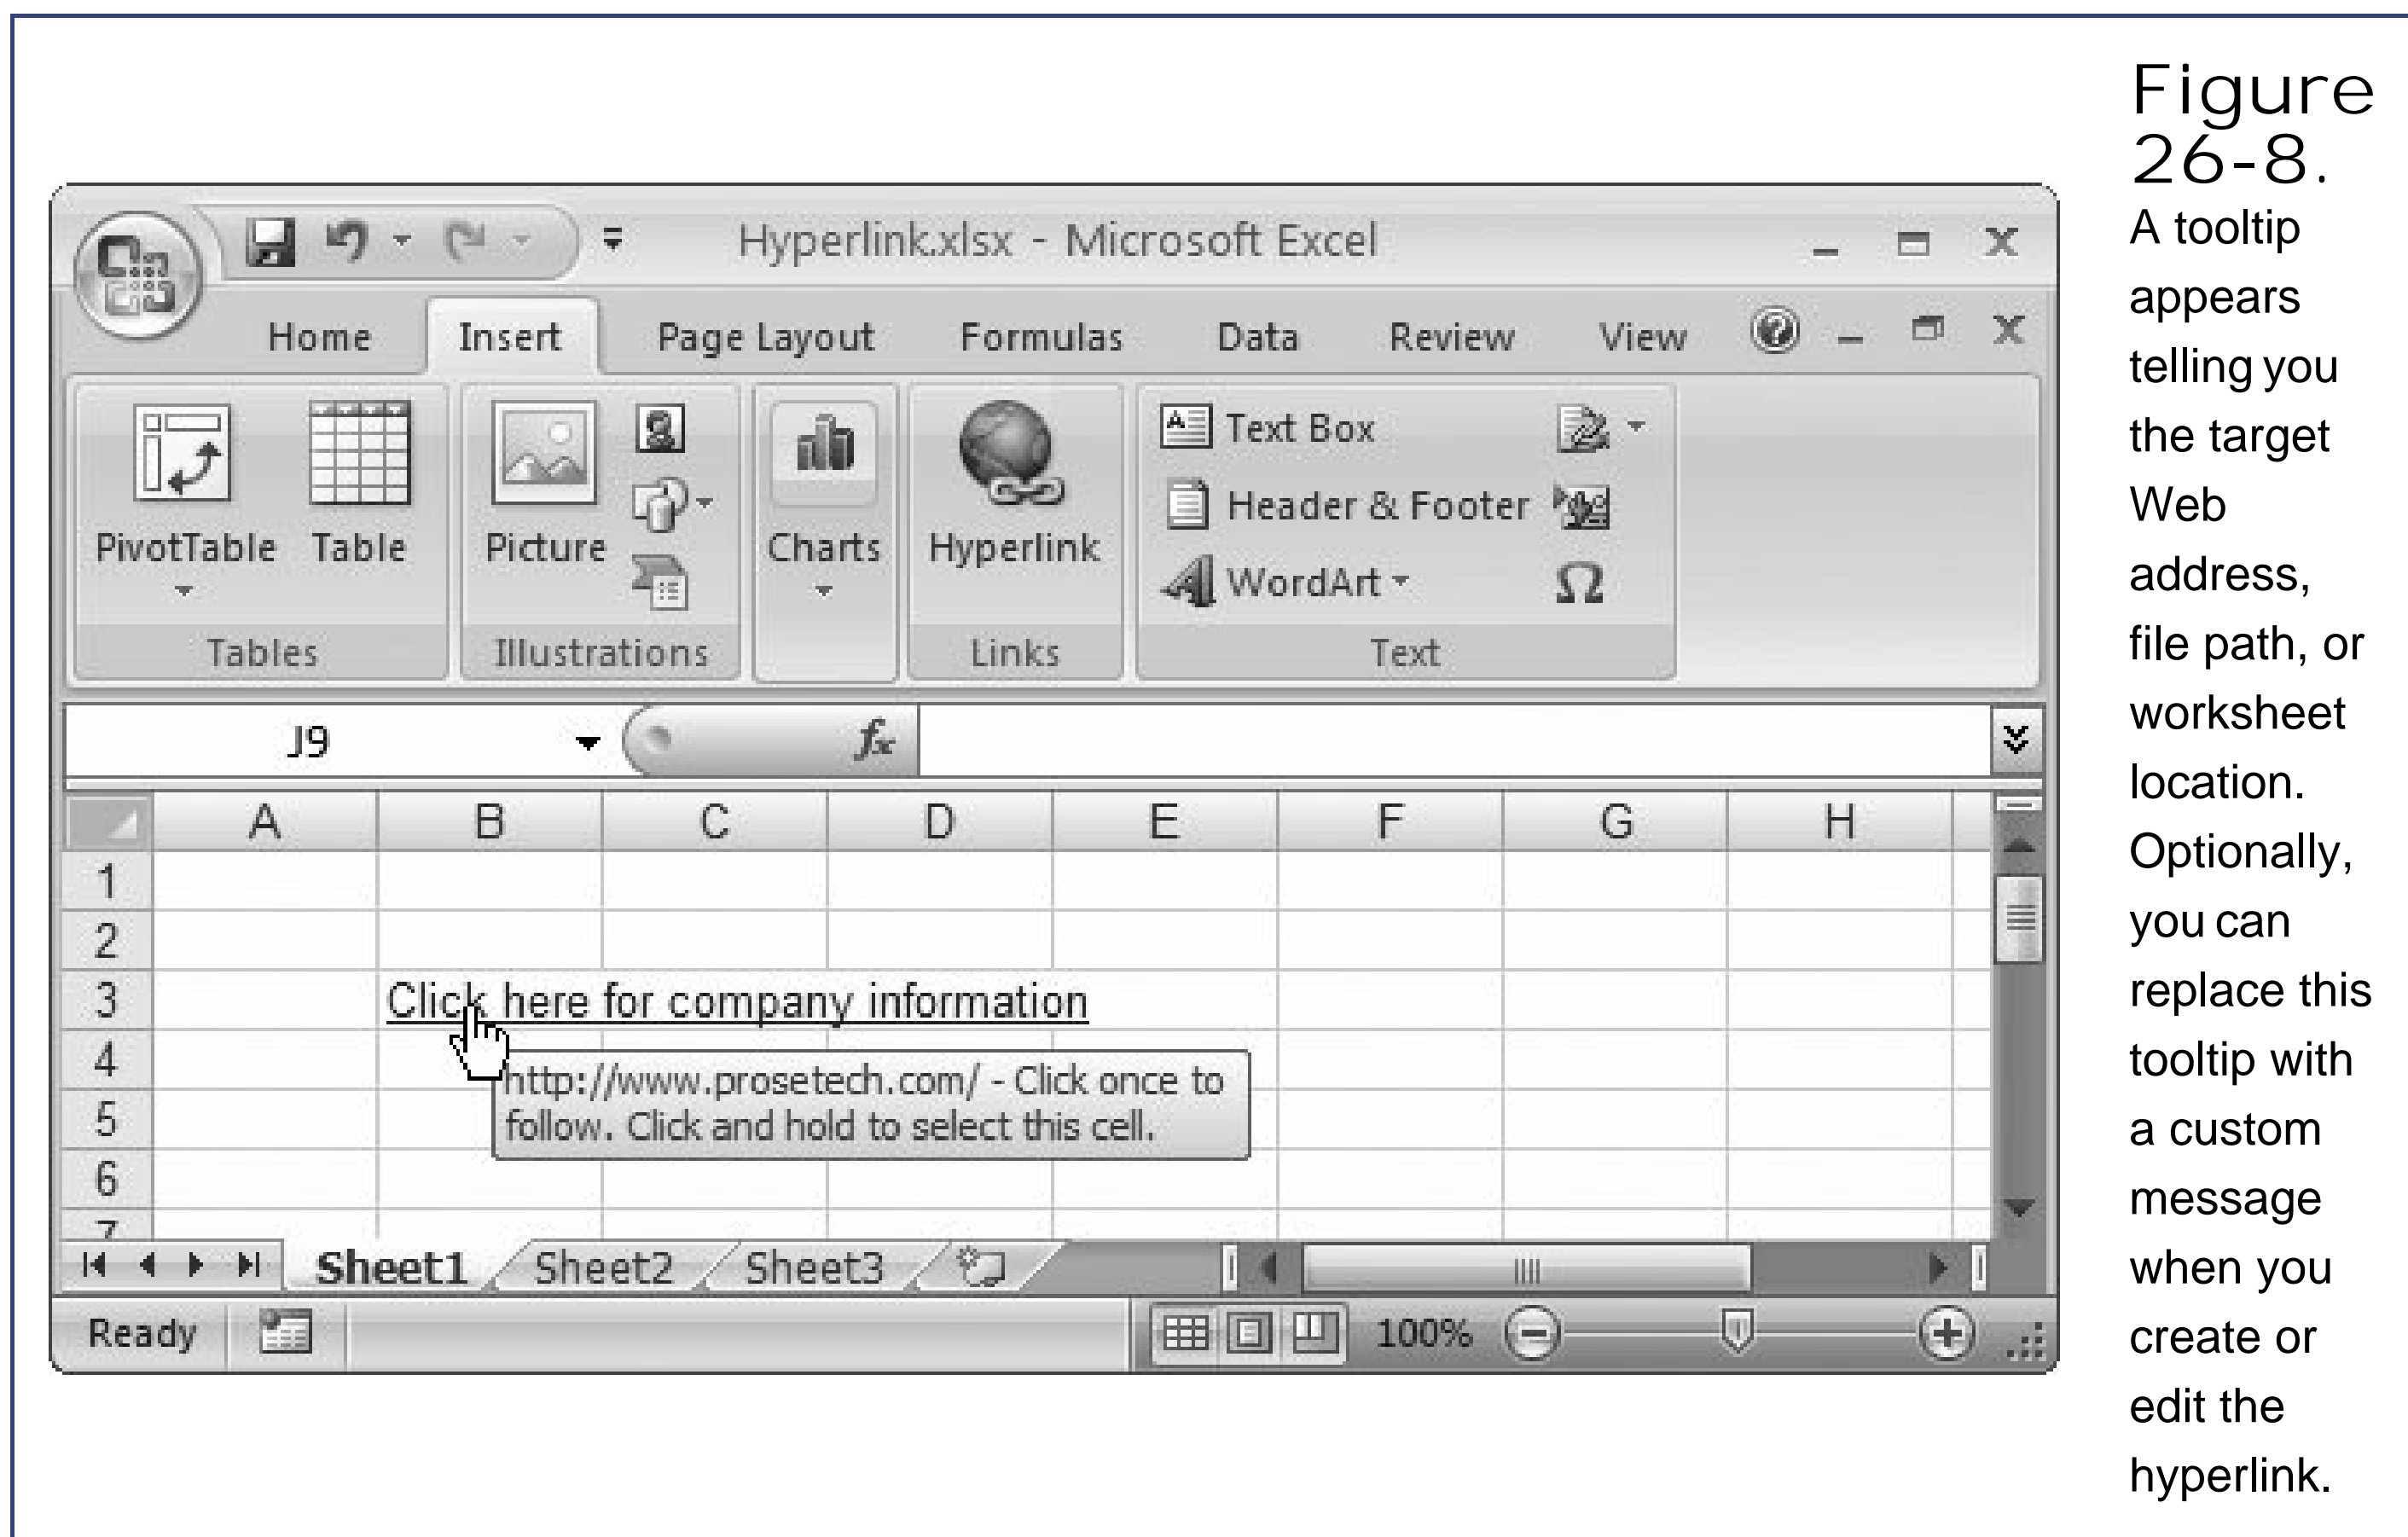 Hyperlink.xlsx - Microsoft Excel
Home Insert Page Layout Formulas Data Review View
PivotTable Table Picture Charts Hyperlink
Text Box
Header & Footer
WordArt
Ω
Tables Illustrations Links Text
J9 fx
A B C D E F G H
1
2
3 Click here for company information
4
http://www.prosetech.com/ - Click once to
5
follow. Click and hold to select this cell.
6
7
Sheet1 Sheet2 Sheet3
Ready 100%
Figure
26-8.
A tooltip
appears
telling you
the target
Web
address,
file path, or
worksheet
location.
Optionally,
you can
replace this
tooltip with
a custom
message
when you
create or
edit the
hyperlink.